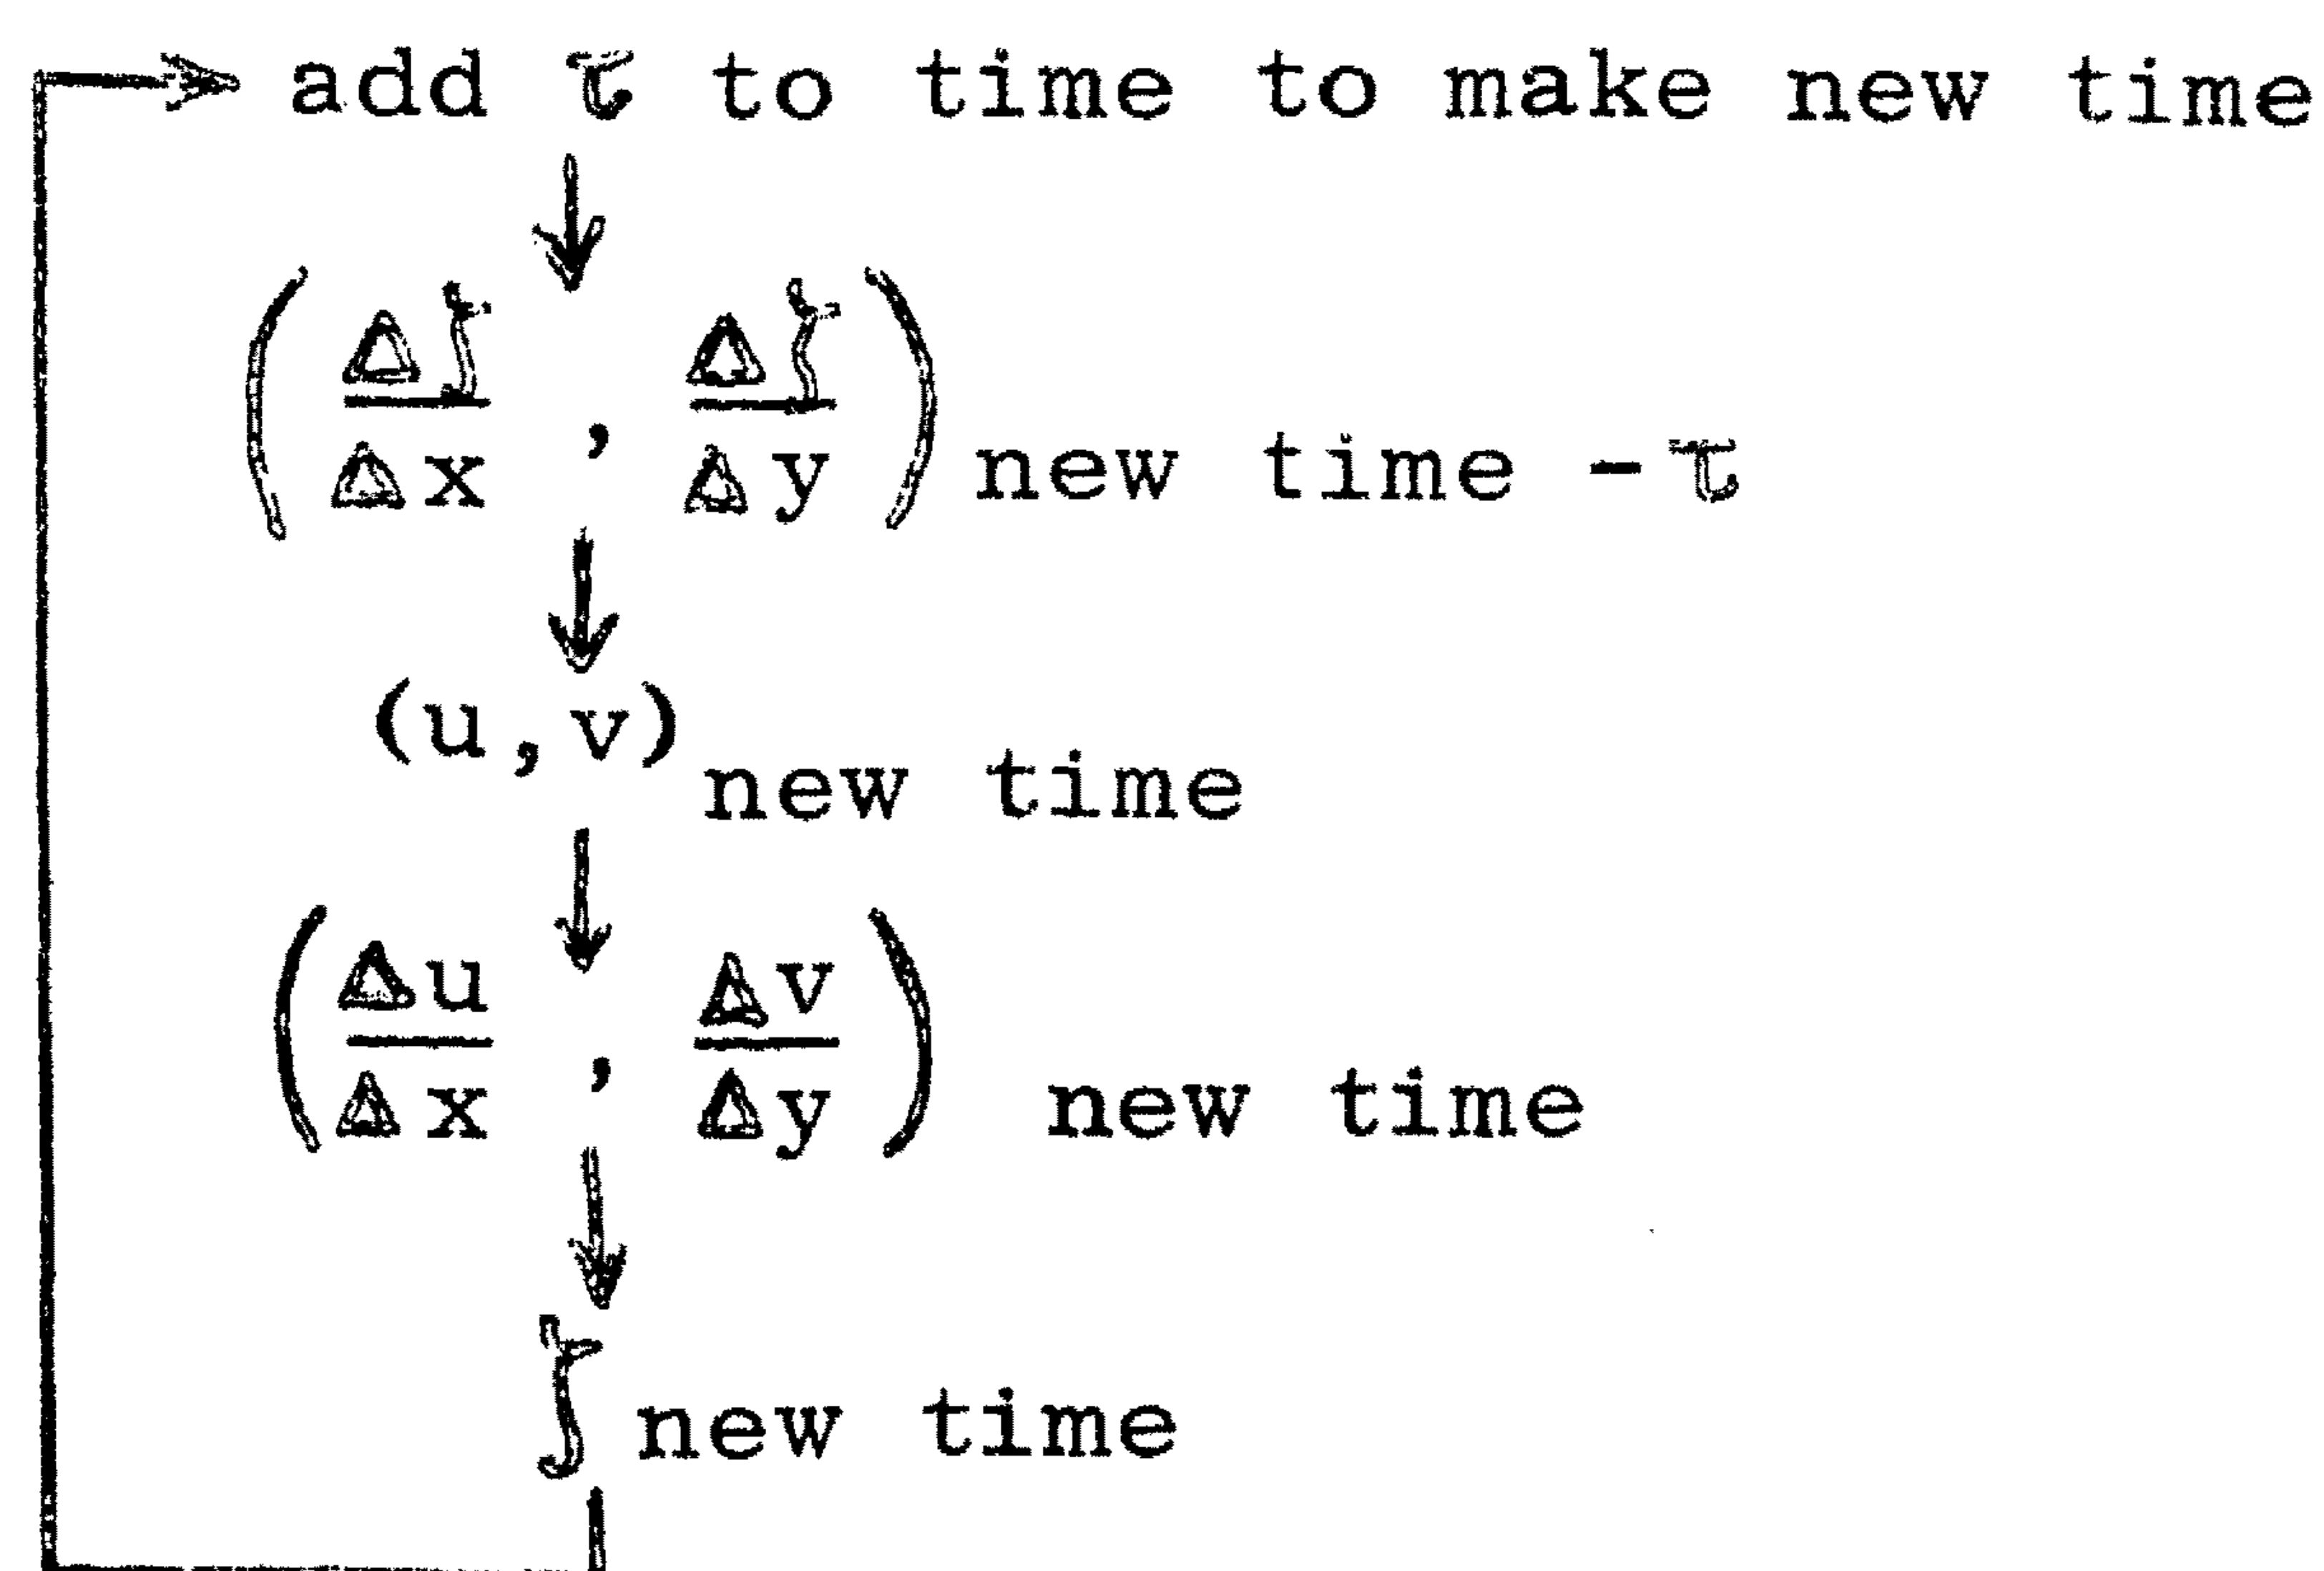 add τ to time to make new time
(Δζ/Δx , Δζ/Δy) new time -τ
(u,v) new time
(Δu/Δx , Δv/Δy) new time
ζ new time